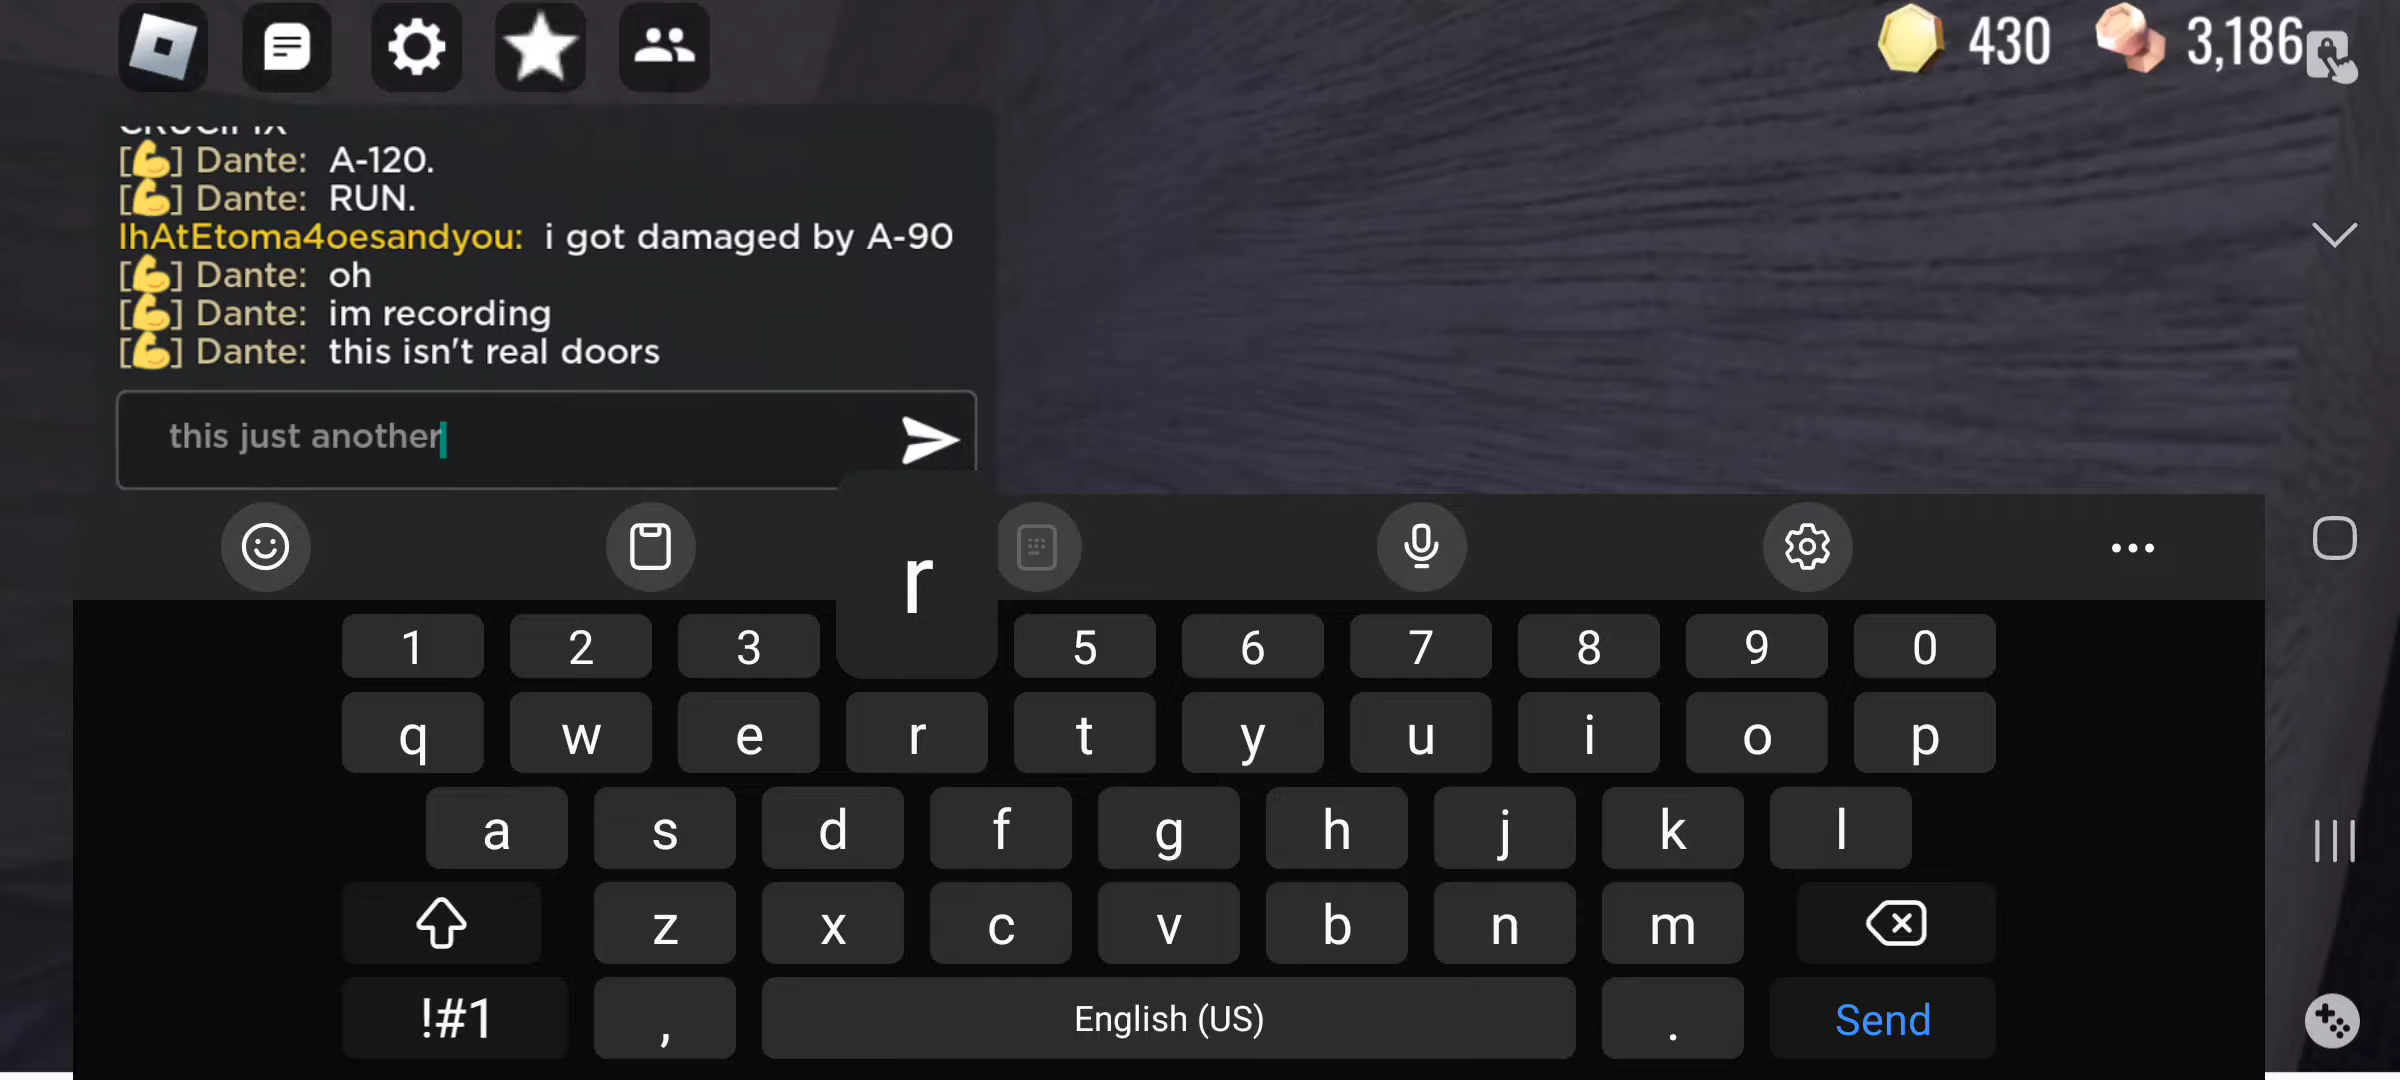 430 3,186
CRUCIFIX
[💪] Dante: A-120.
[💪] Dante: RUN.
IhAtEtoma4oesandyou: i got damaged by A-90
[💪] Dante: oh
[💪] Dante: im recording
[💪] Dante: this isn't real doors
this just another
r
1 2 3 5 6 7 8 9 0
q w e r t y u i o p
a s d f g h j k l
z x c v b n m
!#1 , English (US) . Send